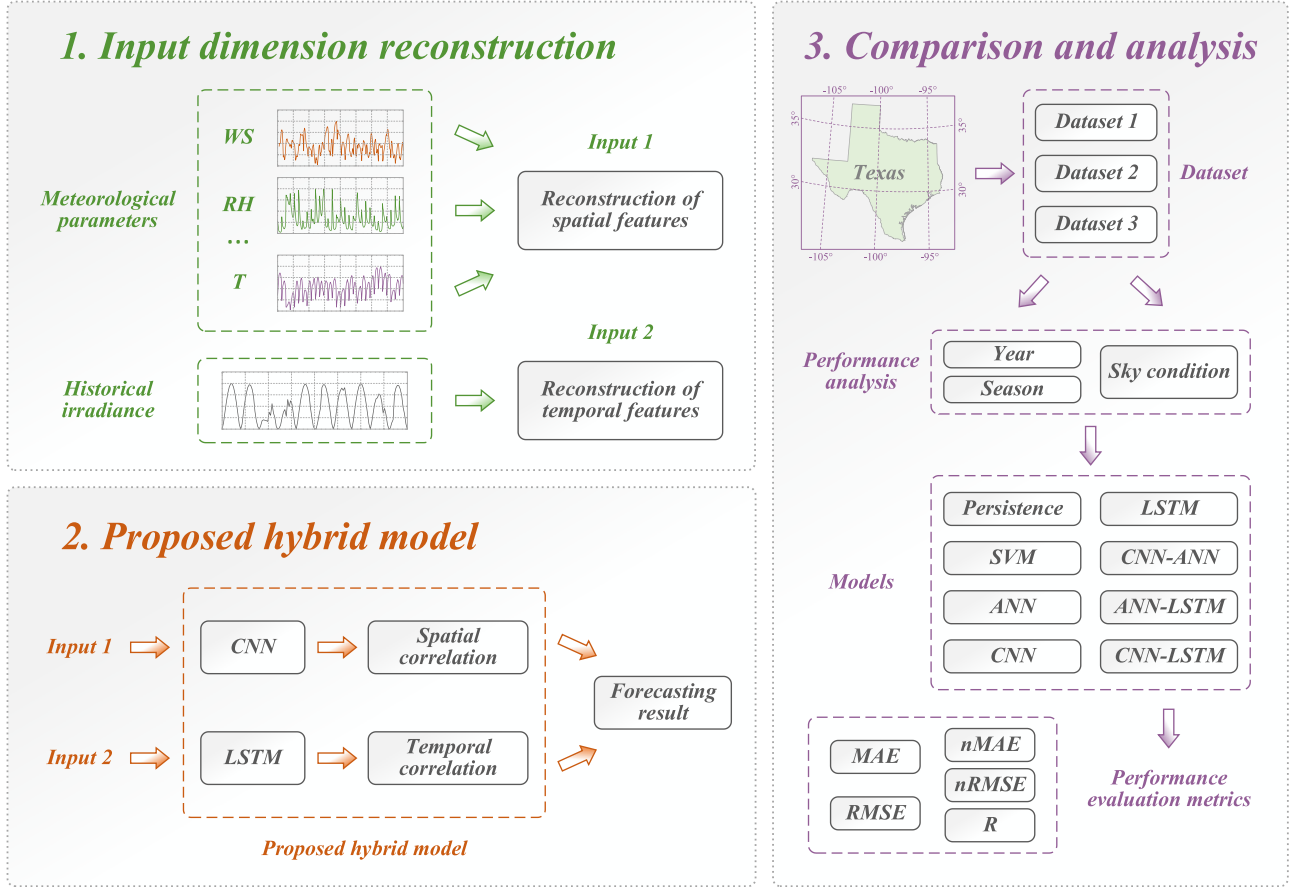 1. Input dimension reconstruction
WS
RH
...
T
Meteorological
parameters
Input 1
Reconstruction of
spatial features
Historical
irradiance
Input 2
Reconstruction of
temporal features
2. Proposed hybrid model
Input 1
CNN
Spatial
correlation
Input 2
LSTM
Temporal
correlation
Forecasting
result
Proposed hybrid model
3. Comparison and analysis
-105° -100° -95°
35° 35°
30° 30°
Texas
-105° -100° -95°
Dataset 1
Dataset 2
Dataset 3
Dataset
Performance
analysis
Year
Season
Sky condition
Models
Persistence
LSTM
SVM
CNN-ANN
ANN
ANN-LSTM
CNN
CNN-LSTM
MAE
RMSE
nMAE
nRMSE
R
Performance
evaluation metrics